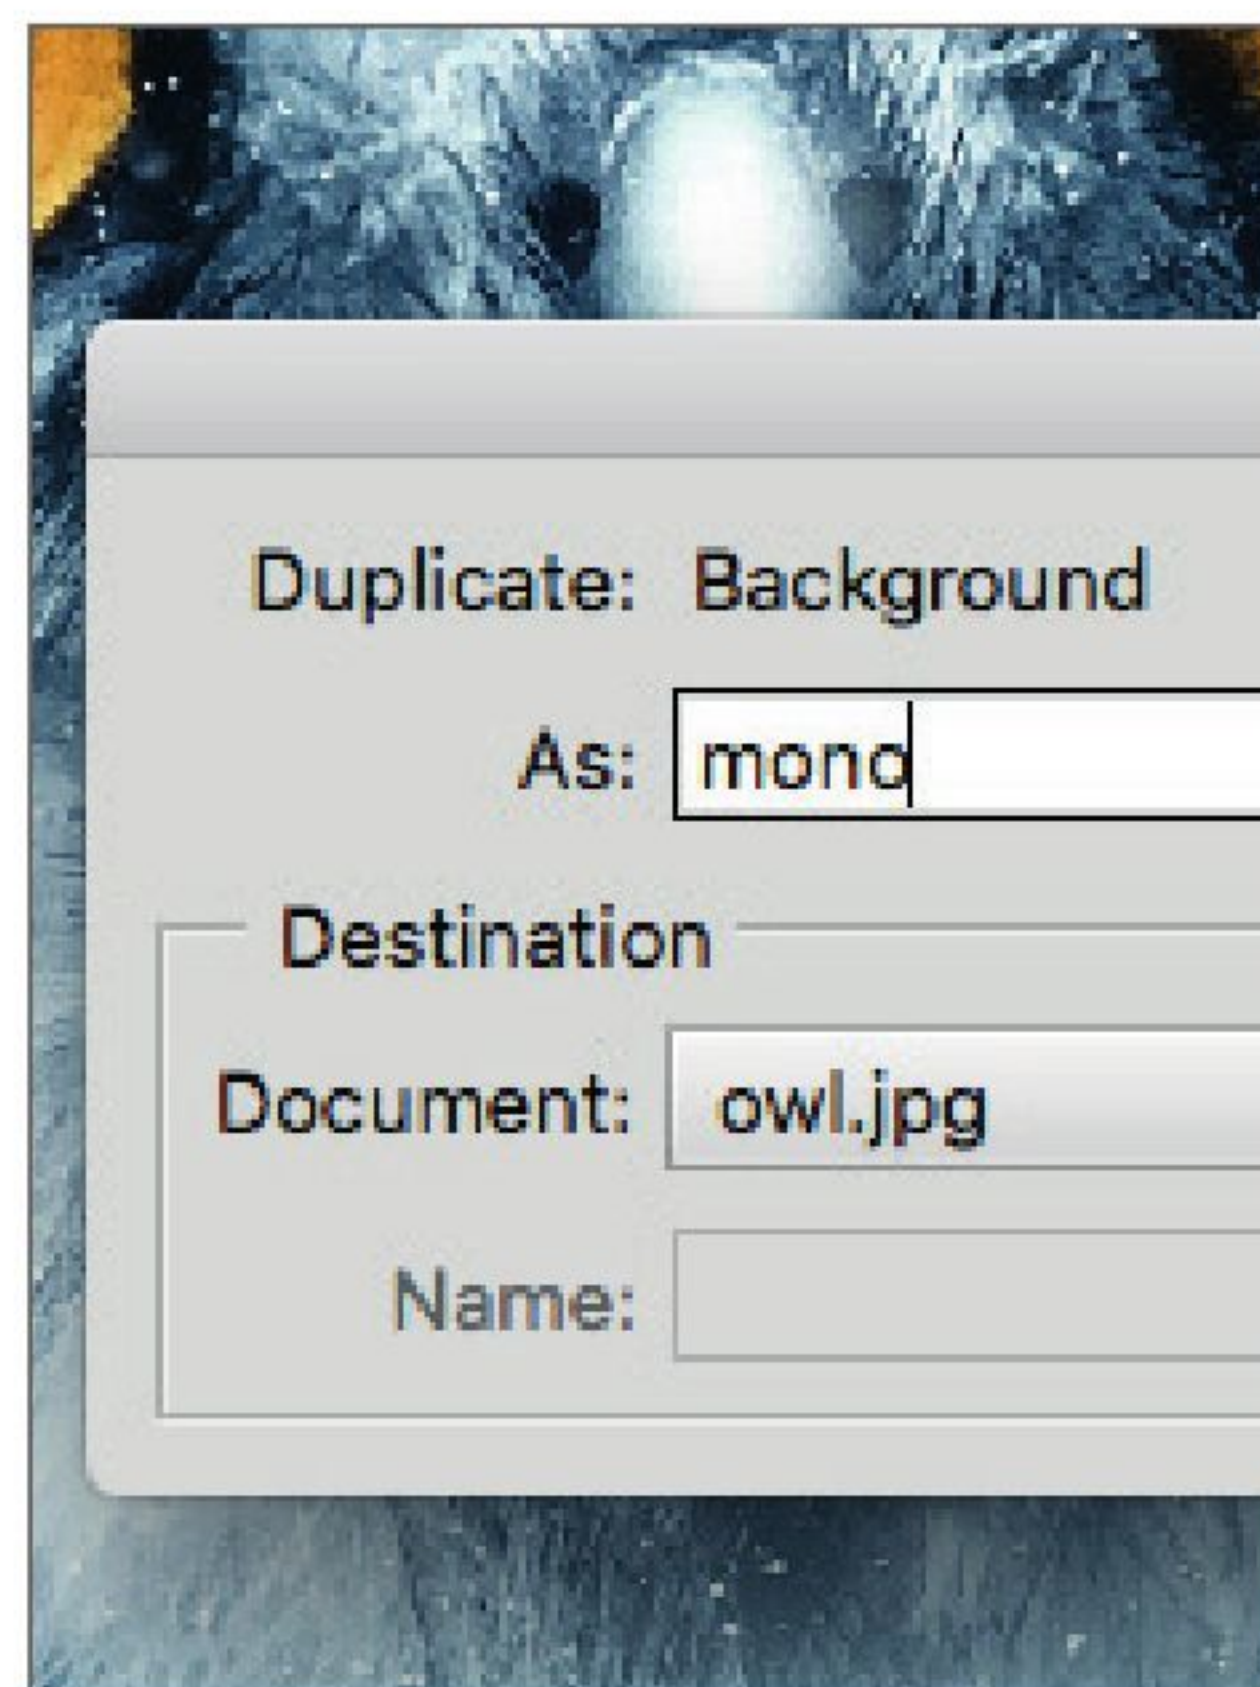 Duplicate: Background
As: mono
Destination
Document: owl.jpg
Name: